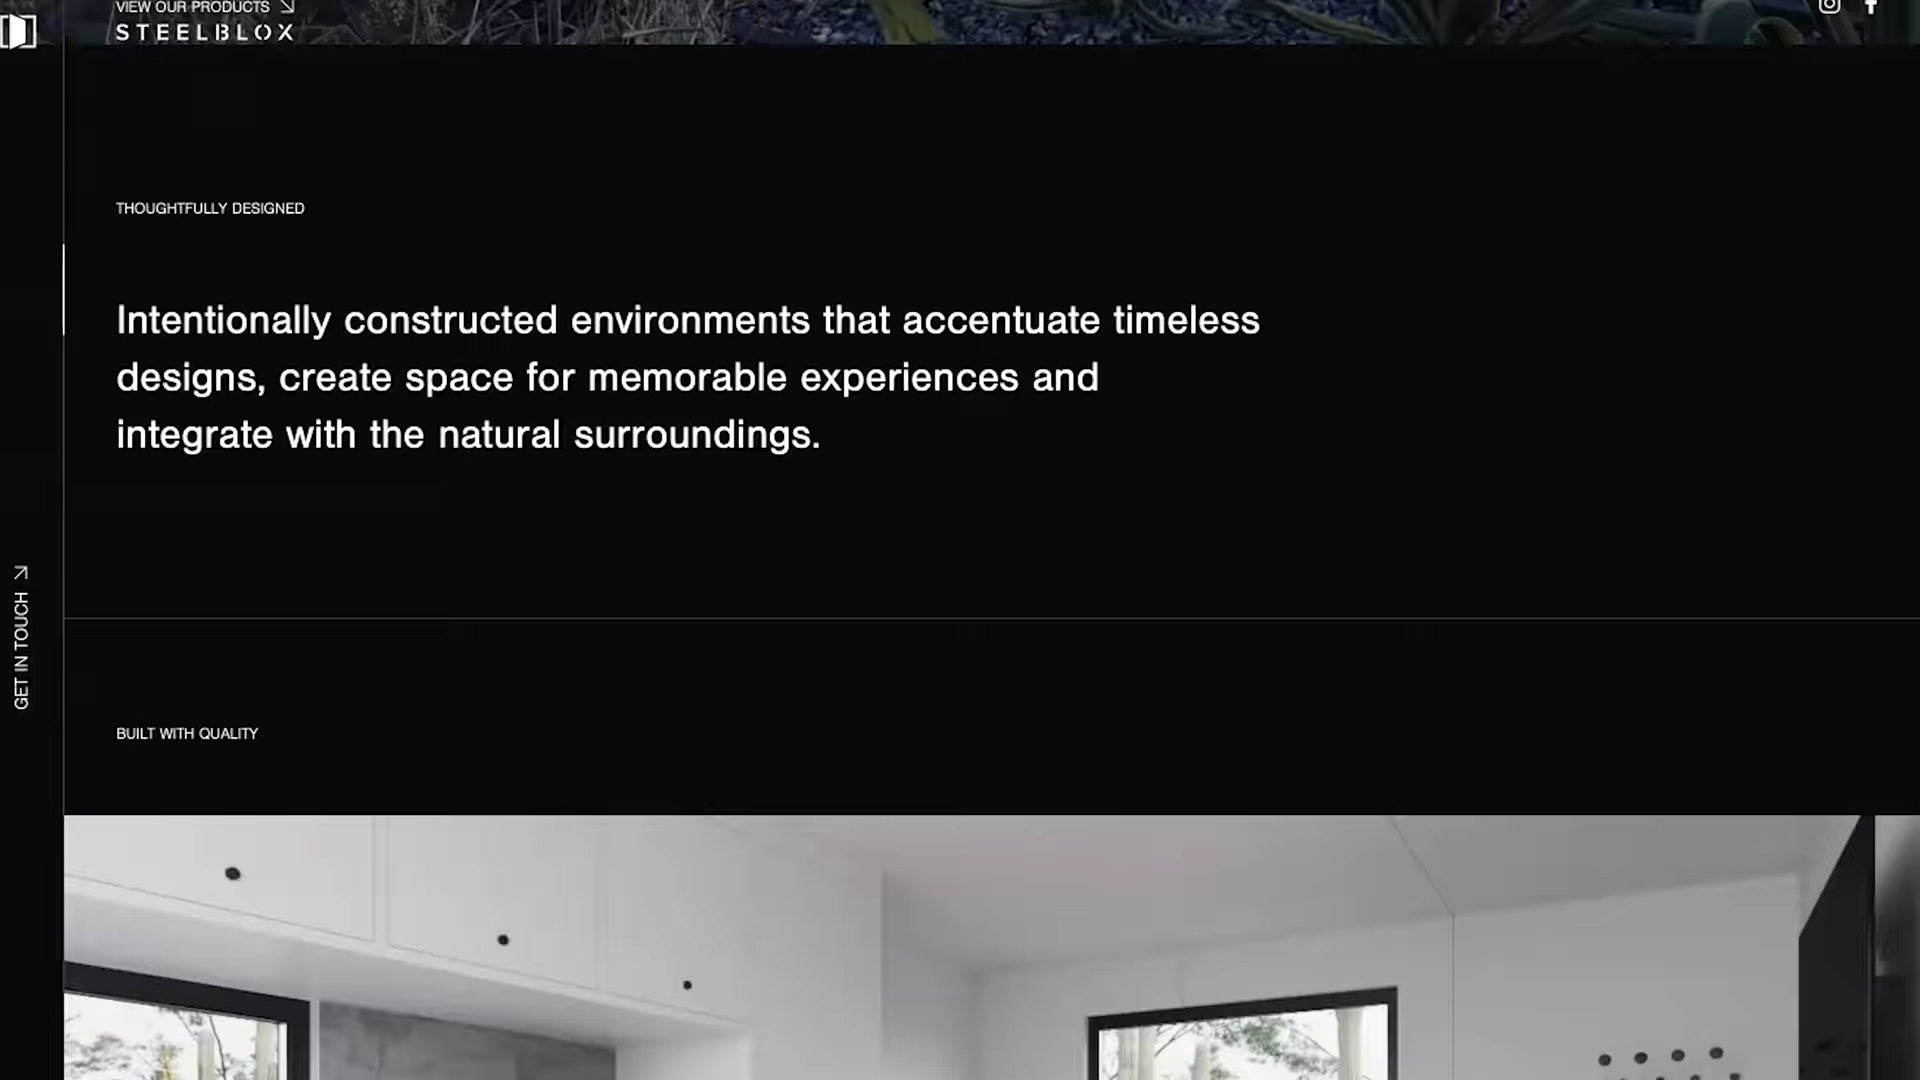 VIEW OUR PRODUCTS
STEELBLOX
THOUGHTFULLY DESIGNED
Intentionally constructed environments that accentuate timeless
designs, create space for memorable experiences and
integrate with the natural surroundings.
GET IN TOUCH
BUILT WITH QUALITY